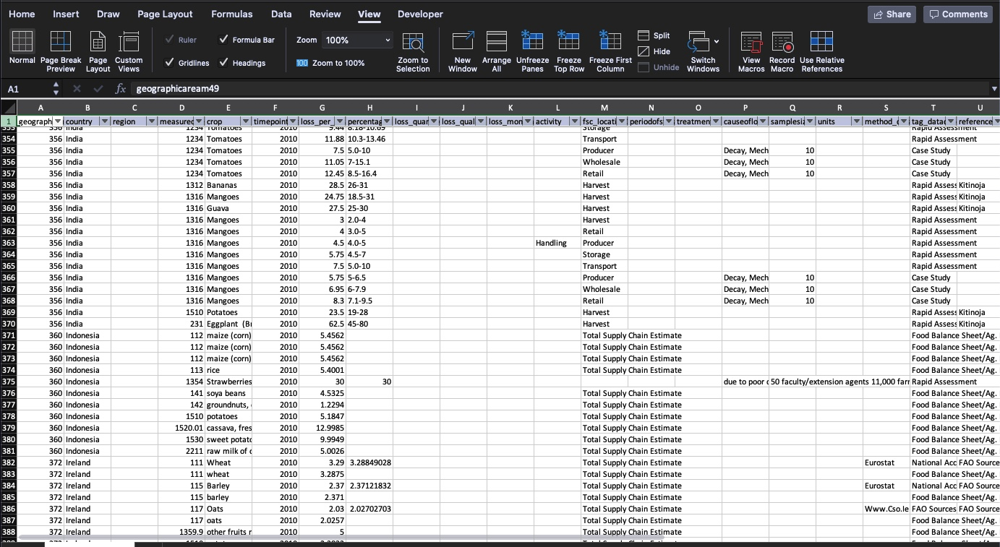 Home Insert Draw Page Layout Formulas Data Review View Developer Share Comments
Ruler Formula Bar Zoom 100%
Gridlines Headings 100 Zoom to 100%
Normal Page Break Preview Page Layout Custom Views Zoom to Selection New Window Arrange All Unfreeze Panes Freeze Top Row Freeze First Column Split Hide Unhide Switch Windows View Macros Record Macro Use Relative References
A1 fx geographicaream49
A B C D E F G H I J K L M N O P Q R S T U
1 geograph country region measured crop timepoint loss_per_ percentag loss_quan loss_qual loss_mon activity fsc_locati periodofs treatmen causeoflo samplesiz units method_d tag_datac reference
353 356 India 1234 Tomatoes 2010 9.44 8.18-10.69 Storage Rapid Assessment
354 356 India 1234 Tomatoes 2010 11.88 10.3-13.46 Transport Rapid Assessment
355 356 India 1234 Tomatoes 2010 7.5 5.0-10 Producer Decay, Mech 10 Case Study
356 356 India 1234 Tomatoes 2010 11.05 7-15.1 Wholesale Decay, Mech 10 Case Study
357 356 India 1234 Tomatoes 2010 12.45 8.5-16.4 Retail Decay, Mech 10 Case Study
358 356 India 1312 Bananas 2010 28.5 26-31 Harvest Rapid Assess Kitinoja
359 356 India 1316 Mangoes 2010 24.75 18.5-31 Harvest Rapid Assess Kitinoja
360 356 India 1316 Guava 2010 27.5 25-30 Harvest Rapid Assess Kitinoja
361 356 India 1316 Mangoes 2010 3 2.0-4 Harvest Rapid Assessment
362 356 India 1316 Mangoes 2010 4 3.0-5 Retail Rapid Assessment
363 356 India 1316 Mangoes 2010 4.5 4.0-5 Handling Producer Rapid Assessment
364 356 India 1316 Mangoes 2010 5.75 4.5-7 Storage Rapid Assessment
365 356 India 1316 Mangoes 2010 7.5 5.0-10 Transport Rapid Assessment
366 356 India 1316 Mangoes 2010 5.75 5-6.5 Producer Decay, Mech 10 Case Study
367 356 India 1316 Mangoes 2010 6.95 6-7.9 Wholesale Decay, Mech 10 Case Study
368 356 India 1316 Mangoes 2010 8.3 7.1-9.5 Retail Decay, Mech 10 Case Study
369 356 India 1510 Potatoes 2010 23.5 19-28 Harvest Rapid Assess Kitinoja
370 356 India 231 Eggplant (Br 2010 62.5 45-80 Harvest Rapid Assess Kitinoja
371 360 Indonesia 112 maize (corn) 2010 5.4562 Total Supply Chain Estimate Food Balance Sheet/Ag.
372 360 Indonesia 112 maize (corn) 2010 5.4562 Total Supply Chain Estimate Food Balance Sheet/Ag.
373 360 Indonesia 112 maize (corn) 2010 5.4562 Total Supply Chain Estimate Food Balance Sheet/Ag.
374 360 Indonesia 113 rice 2010 5.4001 Total Supply Chain Estimate Food Balance Sheet/Ag.
375 360 Indonesia 1354 Strawberries 2010 30 30 due to poor c 50 faculty/extension agents 11,000 farr Rapid Assessment
376 360 Indonesia 141 soya beans 2010 4.5325 Total Supply Chain Estimate Food Balance Sheet/Ag.
377 360 Indonesia 142 groundnuts, 2010 1.2294 Total Supply Chain Estimate Food Balance Sheet/Ag.
378 360 Indonesia 1510 potatoes 2010 5.1847 Total Supply Chain Estimate Food Balance Sheet/Ag.
379 360 Indonesia 1520.01 cassava, fres 2010 12.9985 Total Supply Chain Estimate Food Balance Sheet/Ag.
380 360 Indonesia 1530 sweet potato 2010 9.9949 Total Supply Chain Estimate Food Balance Sheet/Ag.
381 360 Indonesia 2211 raw milk of c 2010 5.0026 Total Supply Chain Estimate Food Balance Sheet/Ag.
382 372 Ireland 111 Wheat 2010 3.29 3.28849028 Total Supply Chain Estimate Eurostat National Acc FAO Source
383 372 Ireland 111 wheat 2010 3.2875 Total Supply Chain Estimate Food Balance Sheet/Ag.
384 372 Ireland 115 Barley 2010 2.37 2.37121832 Total Supply Chain Estimate Eurostat National Acc FAO Source
385 372 Ireland 115 barley 2010 2.371 Total Supply Chain Estimate Food Balance Sheet/Ag.
386 372 Ireland 117 Oats 2010 2.03 2.02702703 Total Supply Chain Estimate Www.Cso.Ie FAO Sources FAO Source
387 372 Ireland 117 oats 2010 2.0257 Total Supply Chain Estimate Food Balance Sheet/Ag.
388 372 Ireland 1359.9 other fruits r 2010 5 Total Supply Chain Estimate Food Balance Sheet/Ag.